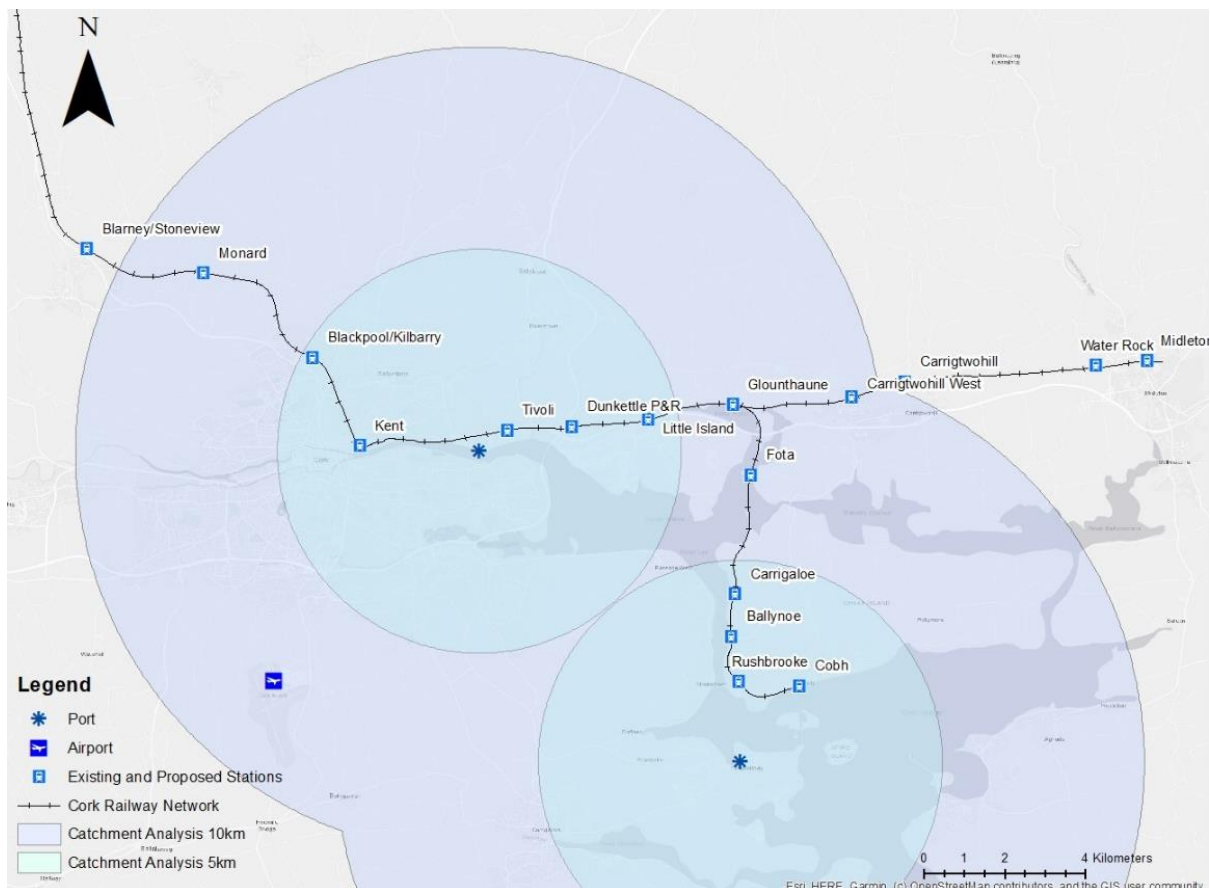 N
Blarney/Stoneview
Monard
Blackpool/Kilbarry
Kent
Tivoli
Dunkettle P&R
Little Island
Glounthaune
Carrigtwohill West
Carrigtwohill
Water Rock
Midleton
Fota
Carrigaloe
Ballynoe
Rushbrooke
Cobh
Legend
Port
Airport
Existing and Proposed Stations
Cork Railway Network
Catchment Analysis 10km
Catchment Analysis 5km
0 1 2 4 Kilometers
Esri, HERE, Garmin, (c) OpenStreetMap contributors, and the GIS user community